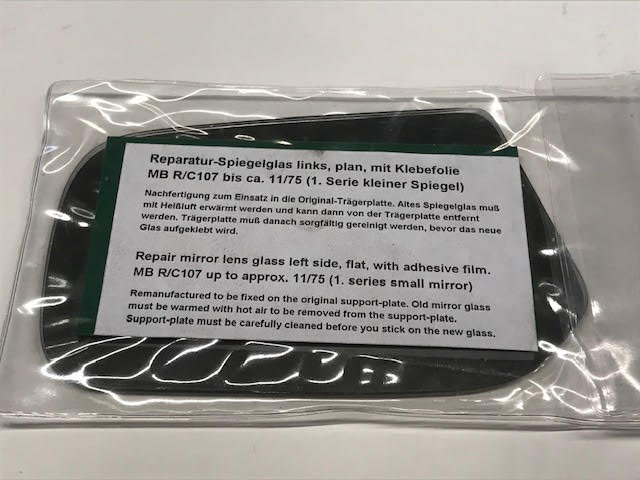 Reparatur-Spiegelglas links, plan, mit Klebefolie
MB R/C107 bis ca. 11/75 (1. Serie kleiner Spiegel)
Nachfertigung zum Einsatz in die Original-Trägerplatte. Altes Spiegelglas muß
mit Heißluft erwärmt werden und kann dann von der Trägerplatte entfernt
werden. Trägerplatte muß danach sorgfältig gereinigt werden, bevor das neue
Glas aufgeklebt wird.
Repair mirror lens glass left side, flat, with adhesive film.
MB R/C107 up to approx. 11/75 (1. series small mirror)
Remanufactured to be fixed on the original support-plate. Old mirror glass
must be warmed with hot air to be removed from the support-plate.
Support-plate must be carefully cleaned before you stick on the new glass.